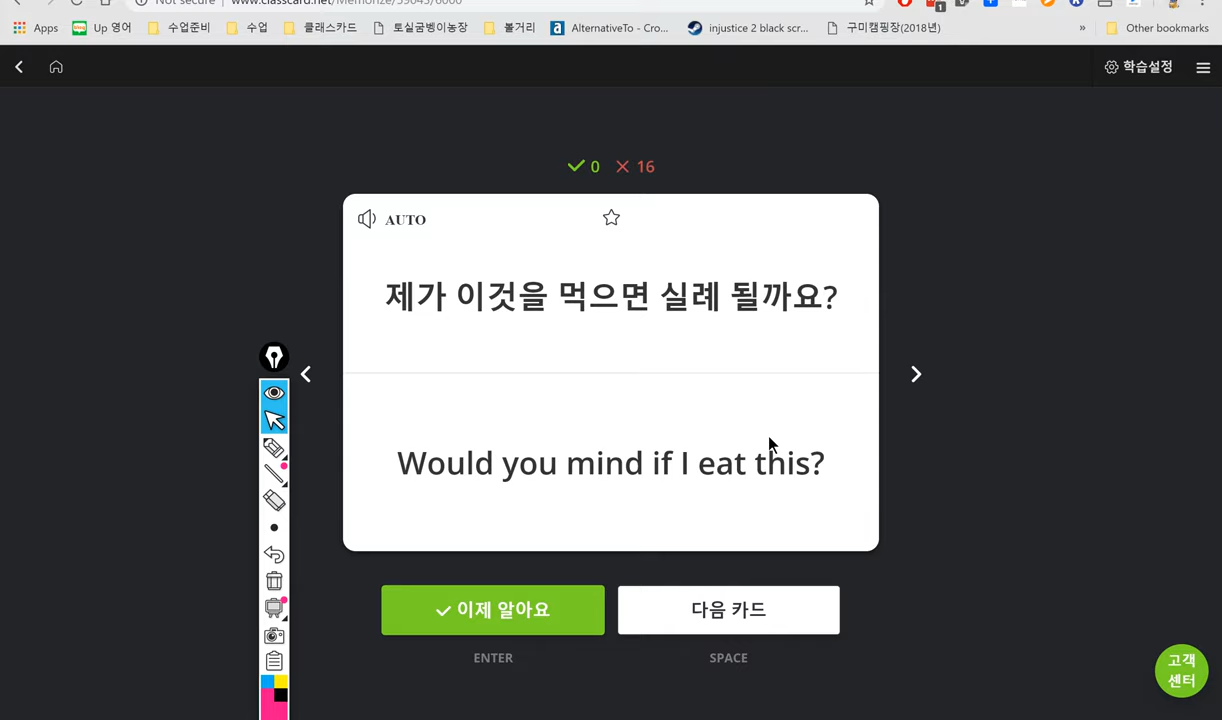 Not secure | www.classcard.net/Memorize/
Apps Up 영어 수업준비 수업 클래스카드 토실굼벵이농장 볼거리 a AlternativeTo - Cro... injustice 2 black scr... 구미캠핑장(2018년) » Other bookmarks
학습설정
0 16
AUTO
제가 이것을 먹으면 실례 될까요?
Would you mind if I eat this?
이제 알아요 다음 카드
ENTER SPACE
고객
센터